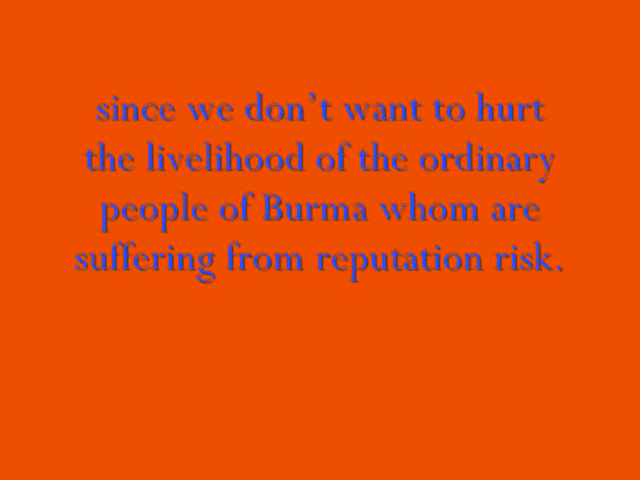 since we don't want to hurt
the livelihood of the ordinary
people of Burma whom are
suffering from reputation risk.